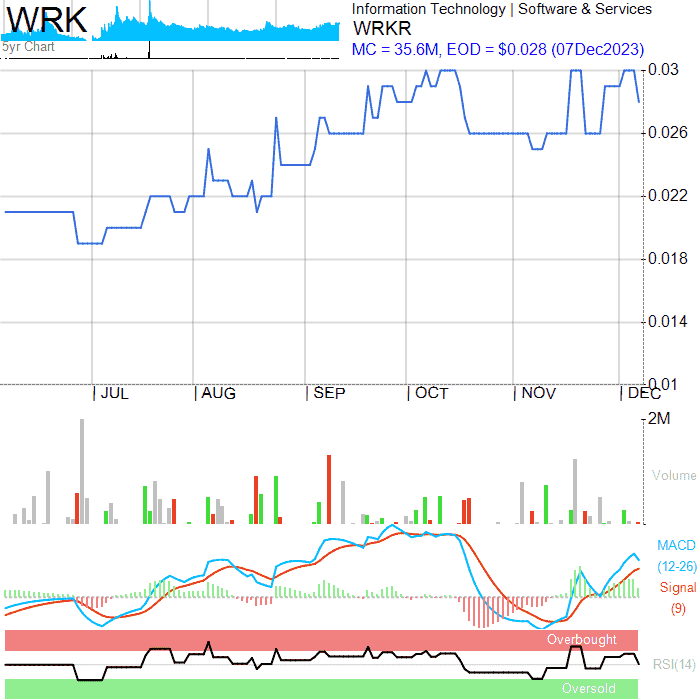 WRK
5yr Chart
Information Technology | Software & Services
WRKR
MC = 35.6M, EOD = $0.028 (07Dec2023)
0.03
0.026
0.022
0.018
0.014
0.01
JUL
AUG
SEP
OCT
NOV
DEC
2M
Volume
MACD
(12-26)
Signal
(9)
Overbought
RSI(14)
Oversold